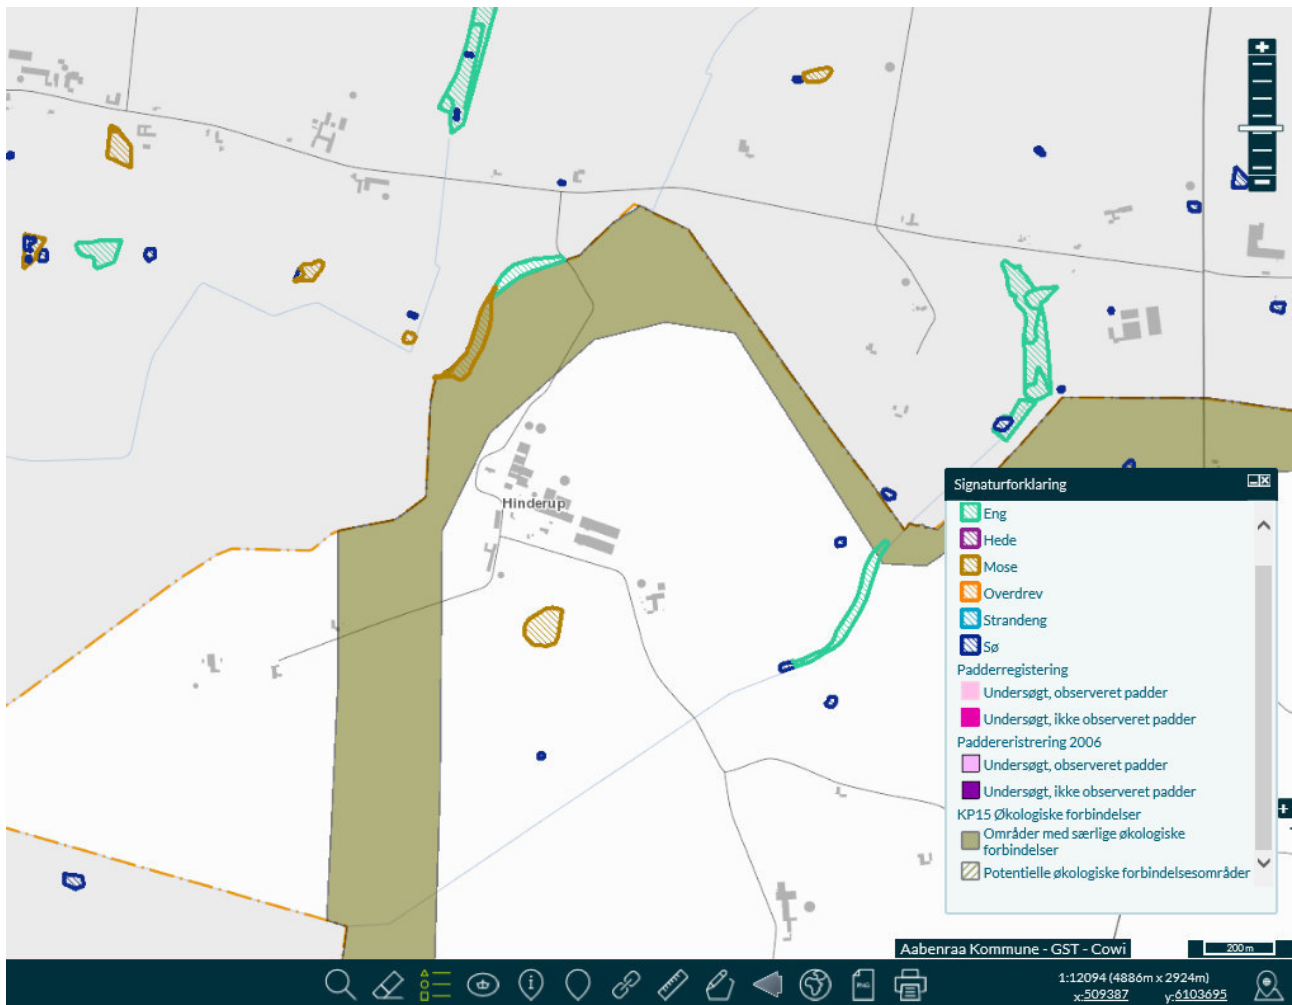 Hinderup
Signaturforklaring
Eng
Hede
Mose
Overdrev
Strandeng
Sø
Padderregistering
Undersøgt, observeret padder
Undersøgt, ikke observeret padder
Paddereristrering 2006
Undersøgt, observeret padder
Undersøgt, ikke observeret padder
KP15 Økologiske forbindelser
Områder med særlige økologiske
forbindelser
Potentielle økologiske forbindelsesområder
Aabenraa Kommune - GST - Cowi
200 m
PNG
1:12094 (4886m x 2924m)
x:509387 y:6103695